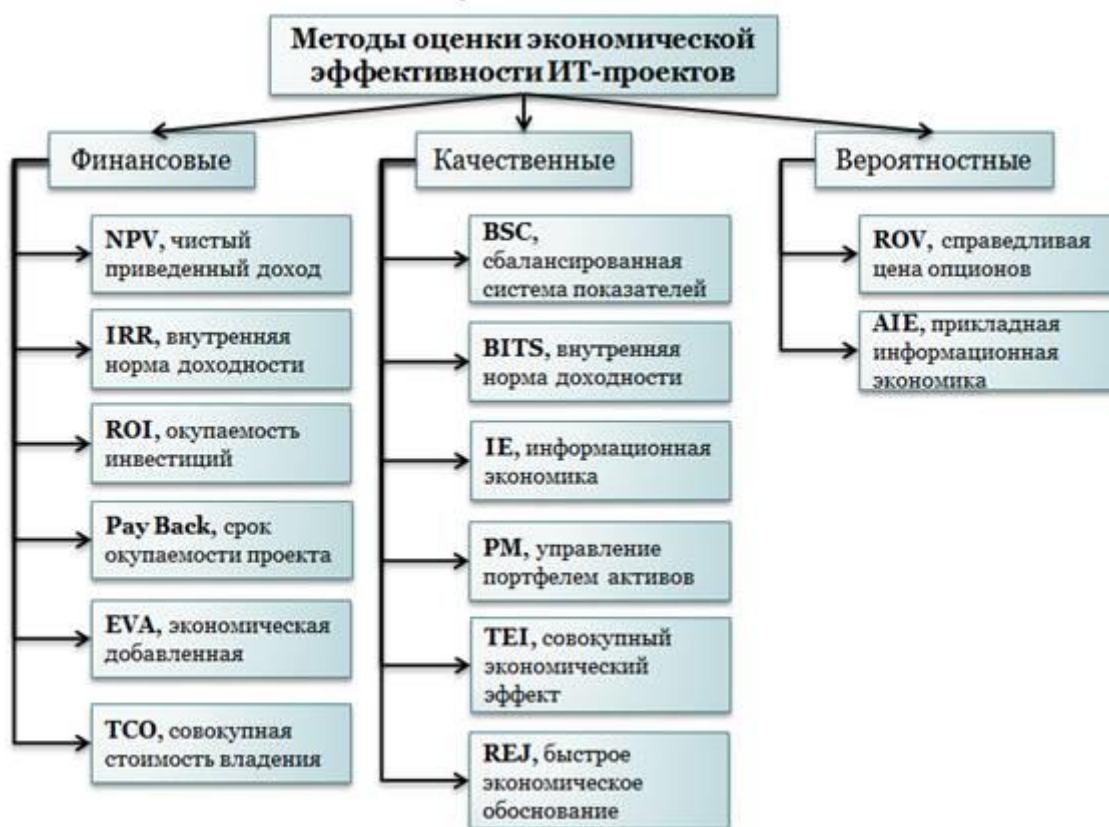 Методы оценки экономической
эффективности ИТ-проектов
Финансовые
NPV, чистый
приведенный доход
IRR, внутренняя
норма доходности
ROI, окупаемость
инвестиций
Pay Back, срок
окупаемости проекта
EVA, экономическая
добавленная
TCO, совокупная
стоимость владения
Качественные
BSC,
сбалансированная
система показателей
BITS, внутренняя
норма доходности
IE, информационная
экономика
PM, управление
портфелем активов
TEI, совокупный
экономический
эффект
REJ, быстрое
экономическое
обоснование
Вероятностные
ROV, справедливая
цена опционов
AIE, прикладная
информационная
экономика